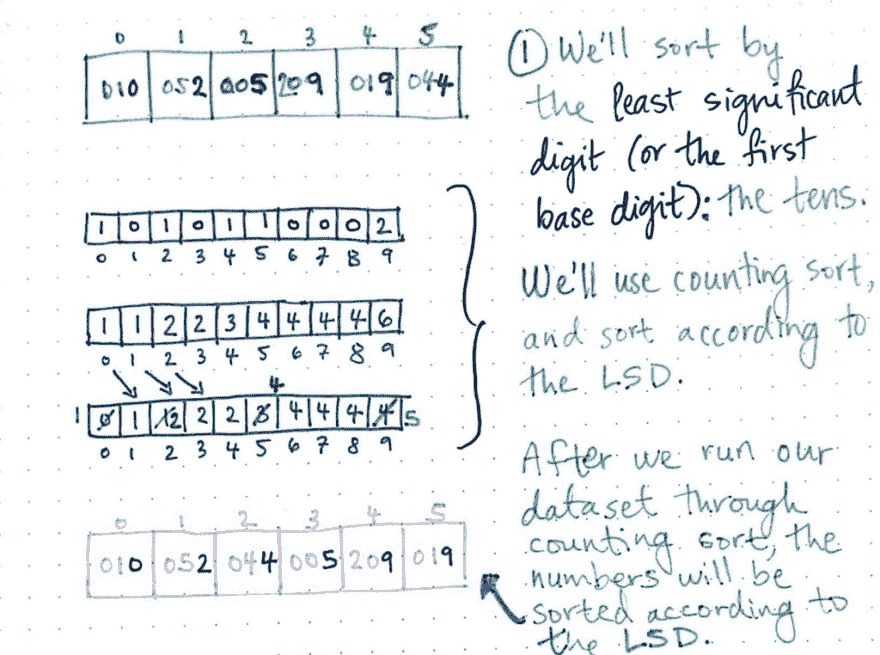 0 1 2 3 4 5
010 052 005 209 019 044
① We'll sort by
the least significant
digit (or the first
base digit): the tens.
1 0 1 0 1 1 0 0 0 2
0 1 2 3 4 5 6 7 8 9
1 1 2 2 3 4 4 4 4 6
0 1 2 3 4 5 6 7 8 9
4
1 0 1 12 2 2 3 4 4 4 4 5
0 1 2 3 4 5 6 7 8 9
We'll use counting sort,
and sort according to
the LSD.
0 1 2 3 4 5
010 052 044 005 209 019
After we run our
dataset through
counting sort, the
numbers will be
sorted according to
the LSD.